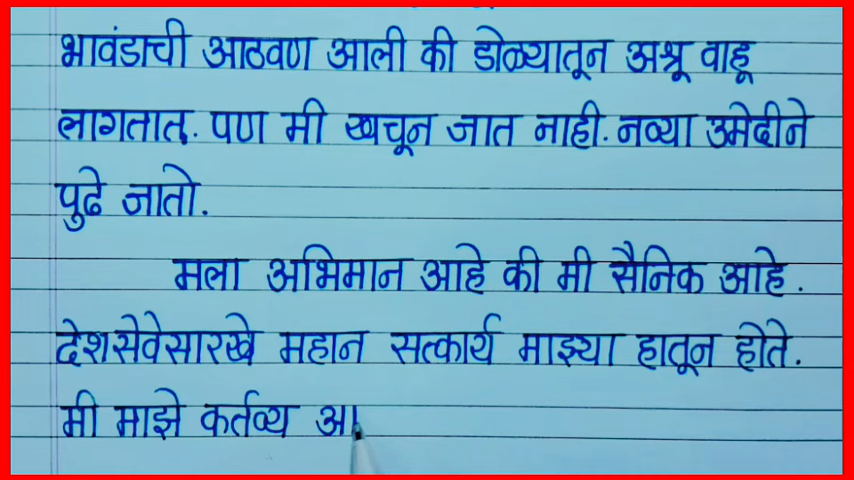 भावंडाची आठवण आली की डोळ्यातून अश्रू वाहू
लागतात. पण मी खचून जात नाही. नव्या उमेदीने
पुढे जातो.
मला अभिमान आहे की मी सैनिक आहे.
देशसेवेसारखे महान सत्कार्य माझ्या हातून होते.
मी माझे कर्तव्य आ